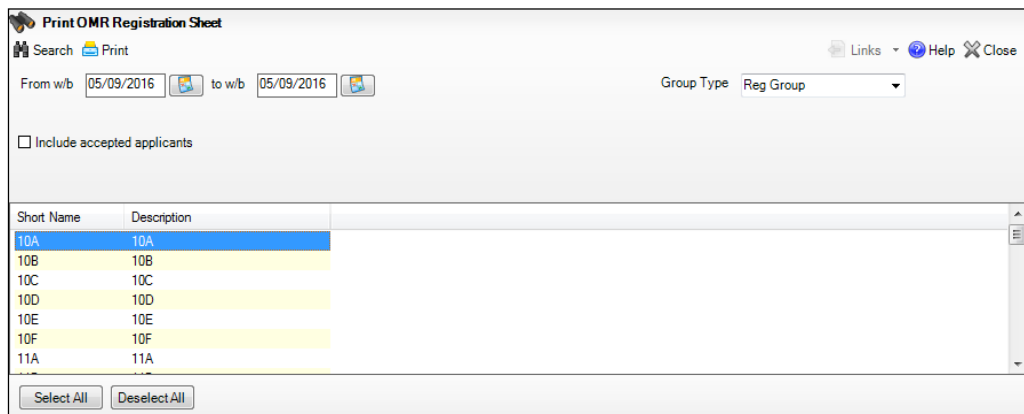 Print OMR Registration Sheet
Search Print Links Help Close
From w/b 05/09/2016 to w/b 05/09/2016 Group Type Reg Group
Include accepted applicants
Short Name Description
10A 10A
10B 10B
10C 10C
10D 10D
10E 10E
10F 10F
11A 11A
Select All Deselect All